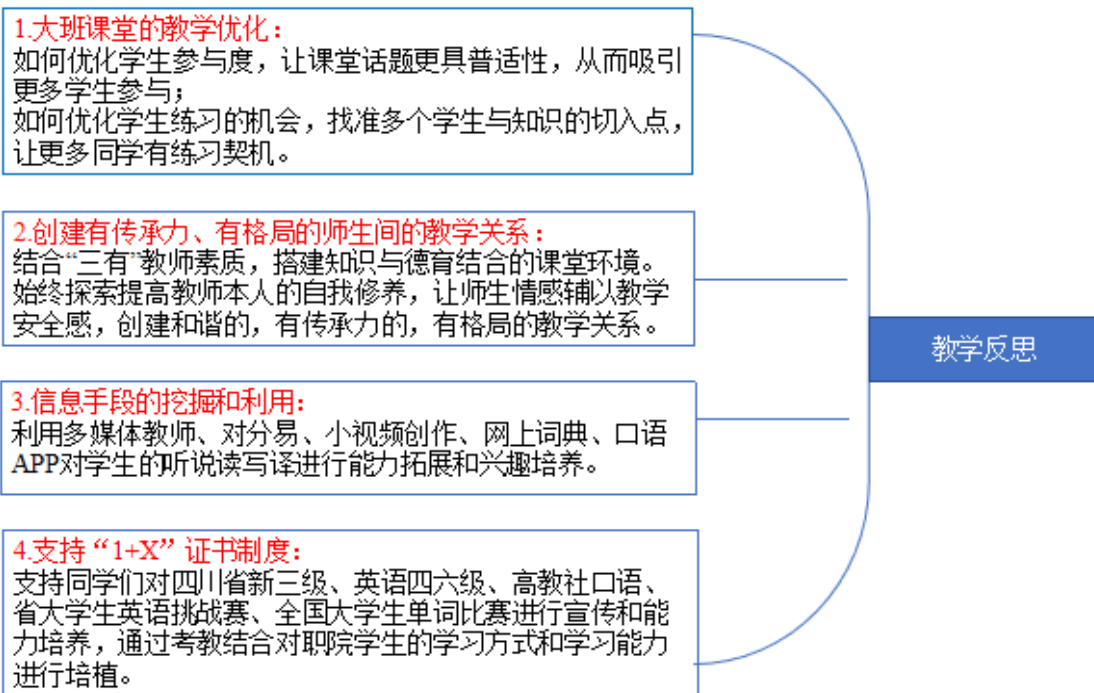 1.大班课堂的教学优化：
如何优化学生参与度，让课堂话题更具普适性，从而吸引
更多学生参与；
如何优化学生练习的机会，找准多个学生与知识的切入点，
让更多同学有练习契机。
2.创建有传承力、有格局的师生间的教学关系：
结合“三有”教师素质，搭建知识与德育结合的课堂环境。
始终探索提高教师本人的自我修养，让师生情感辅以教学
安全感，创建和谐的，有传承力的，有格局的教学关系。
3.信息手段的挖掘和利用：
利用多媒体教师、对分易、小视频创作、网上词典、口语
APP对学生的听说读写译进行能力拓展和兴趣培养。
4.支持“1+X”证书制度：
支持同学们对四川省新三级、英语四六级、高教社口语、
省大学生英语挑战赛、全国大学生单词比赛进行宣传和能
力培养，通过考教结合对职院学生的学习方式和学习能力
进行培植。
教学反思